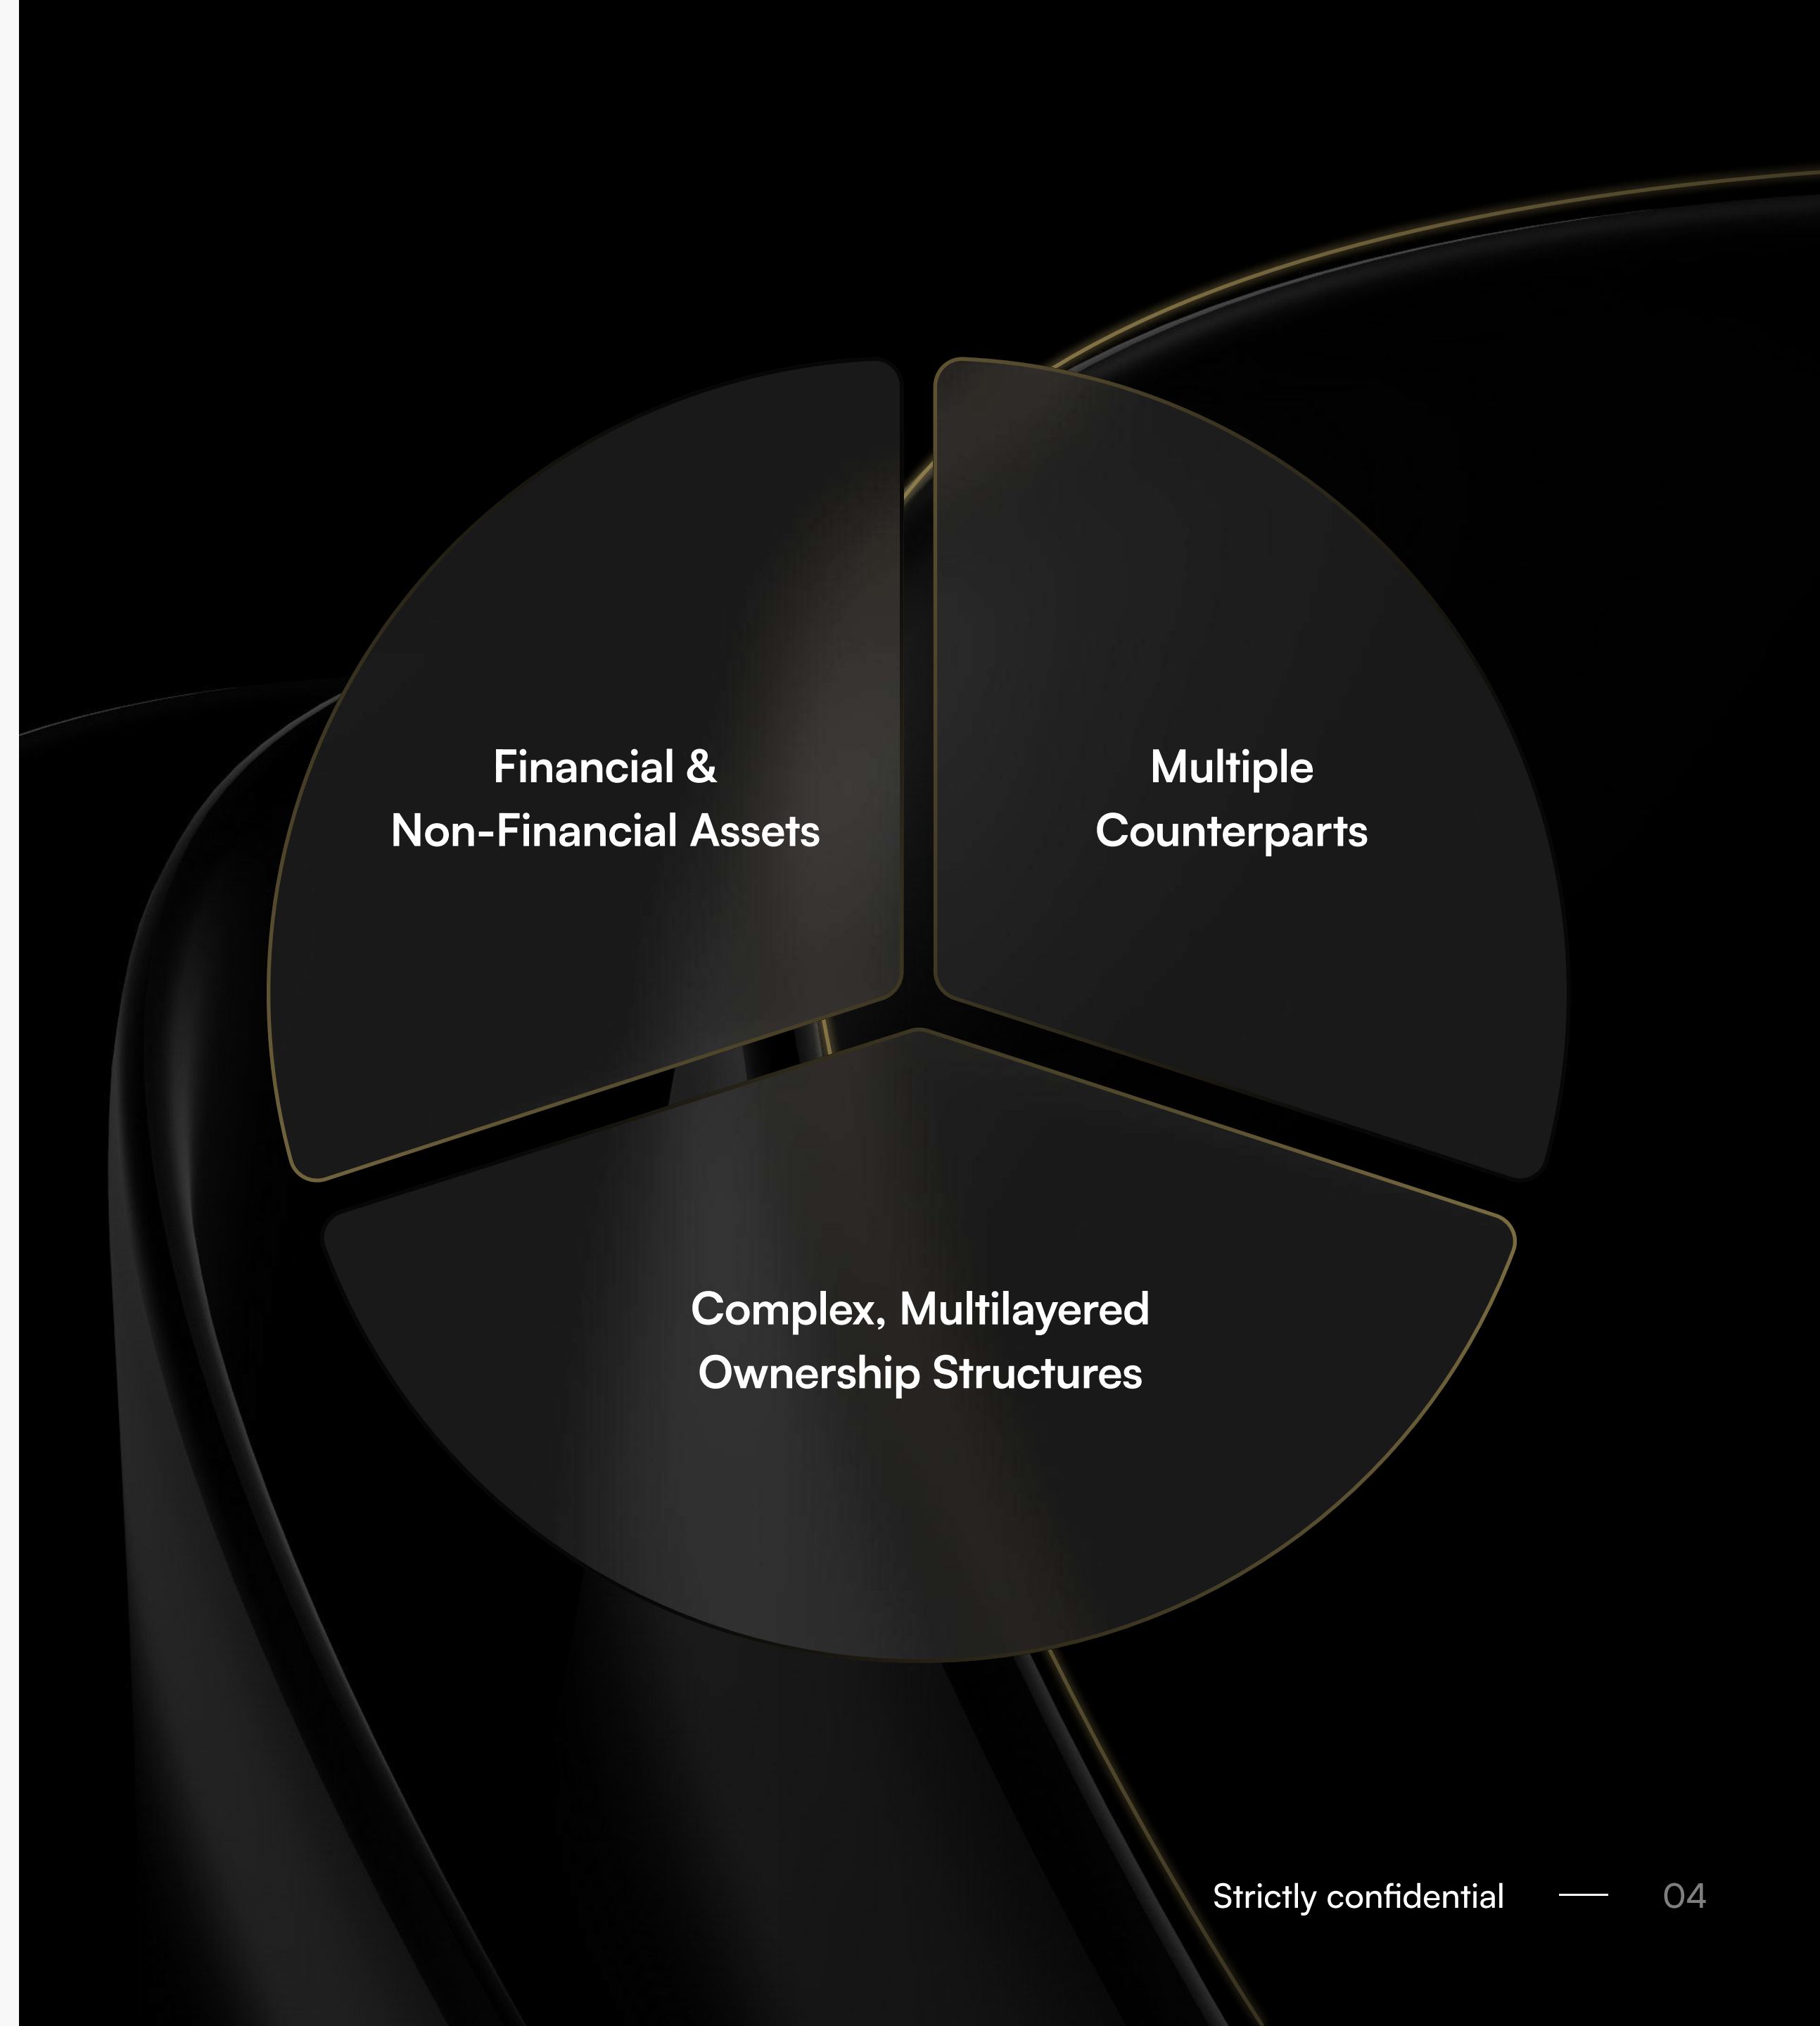 Financial &
Non-Financial Assets
Multiple
Counterparts
Complex, Multilayered
Ownership Structures
Strictly confidential — 04